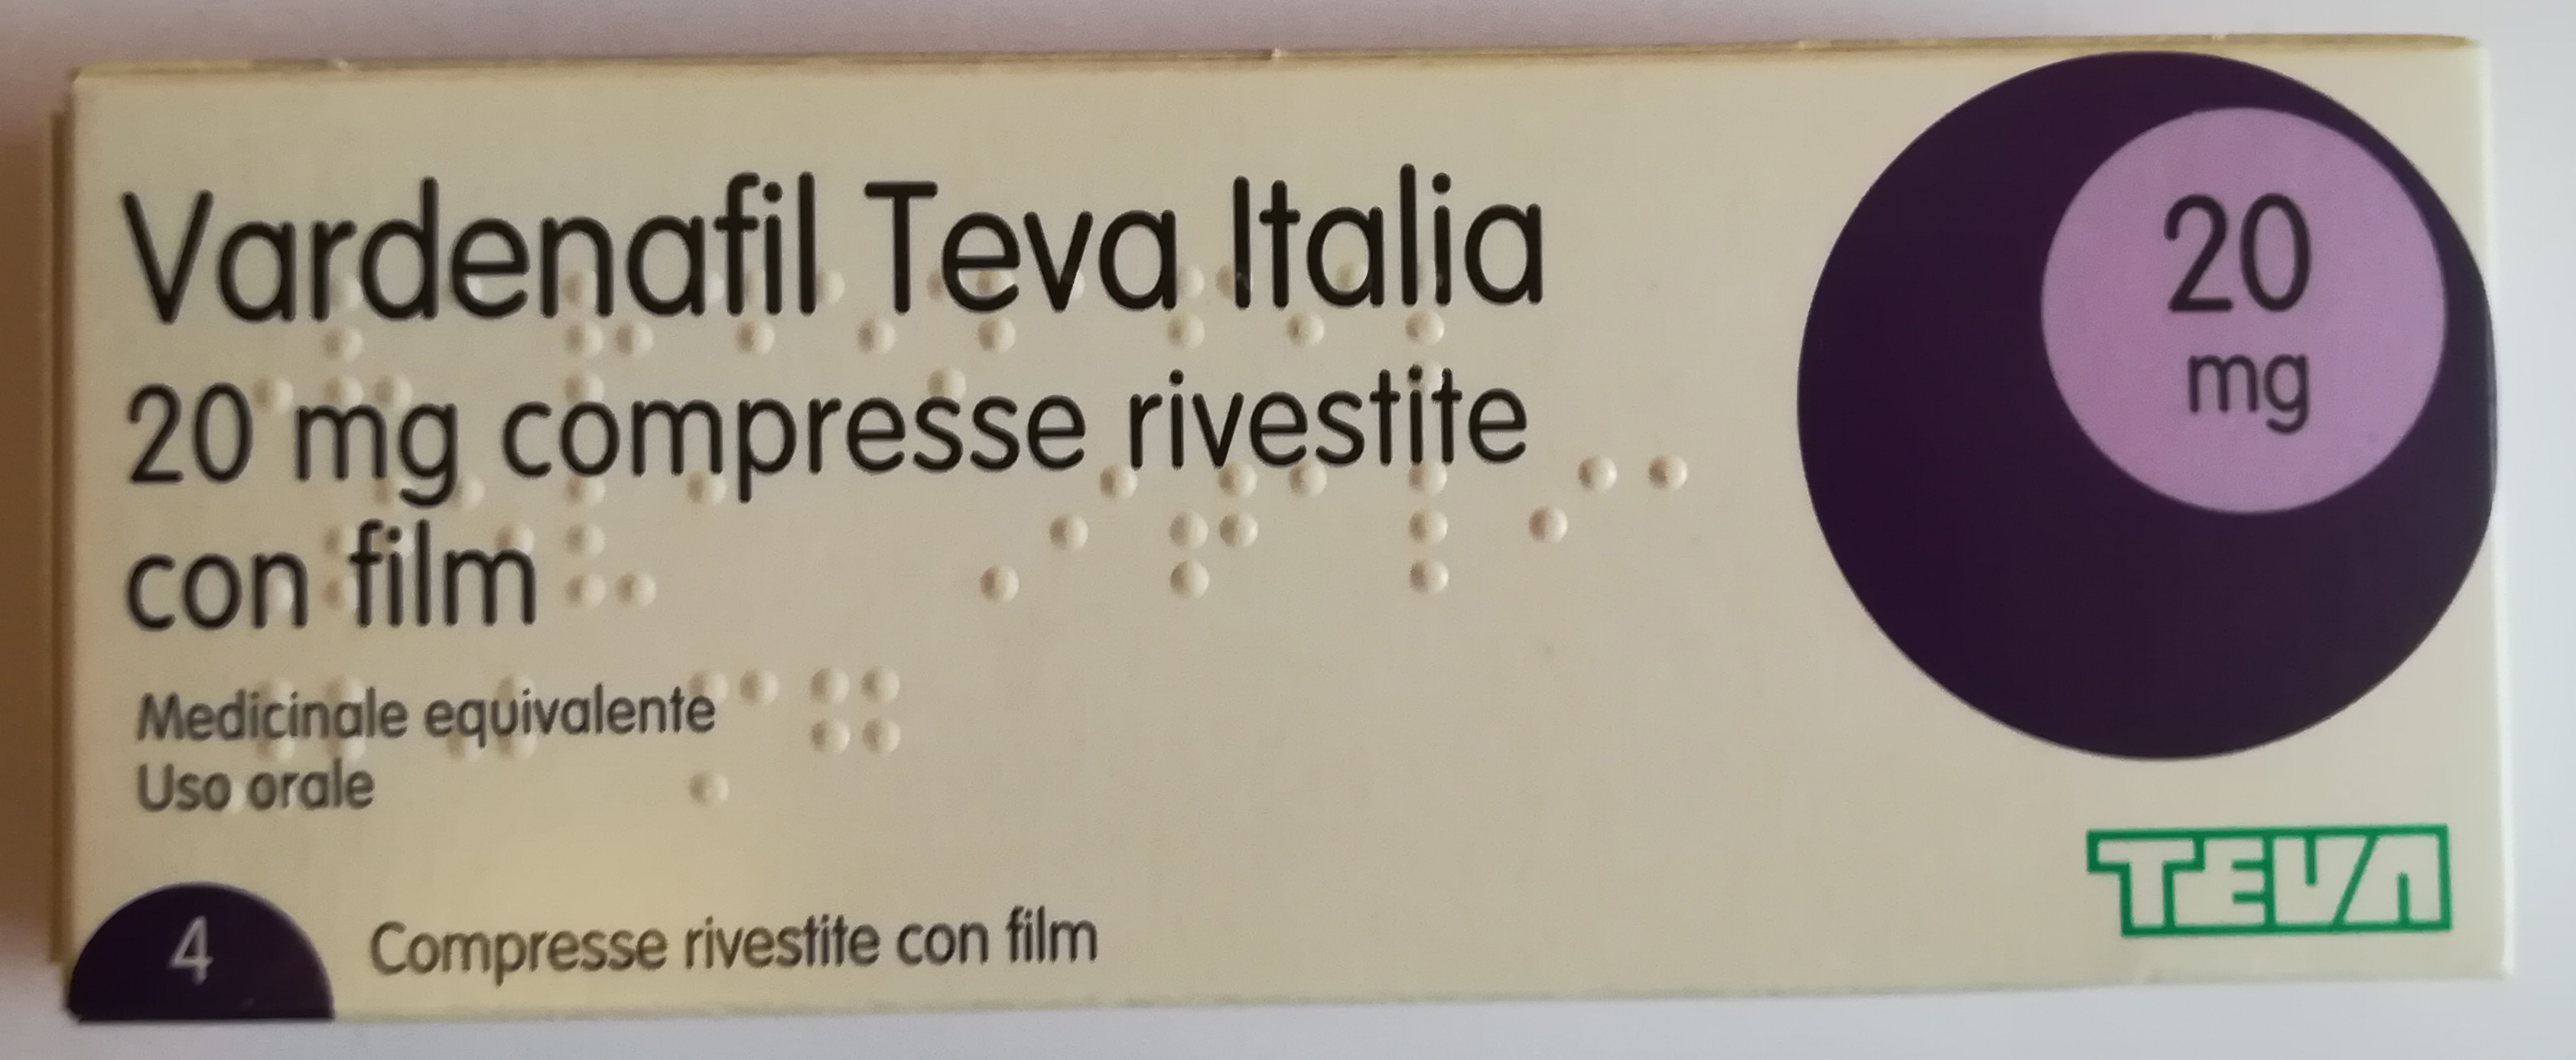 Vardenafil Teva Italia
20 mg compresse rivestite
con film
Medicinale equivalente
Uso orale
4 Compresse rivestite con film
20
mg
TEVA